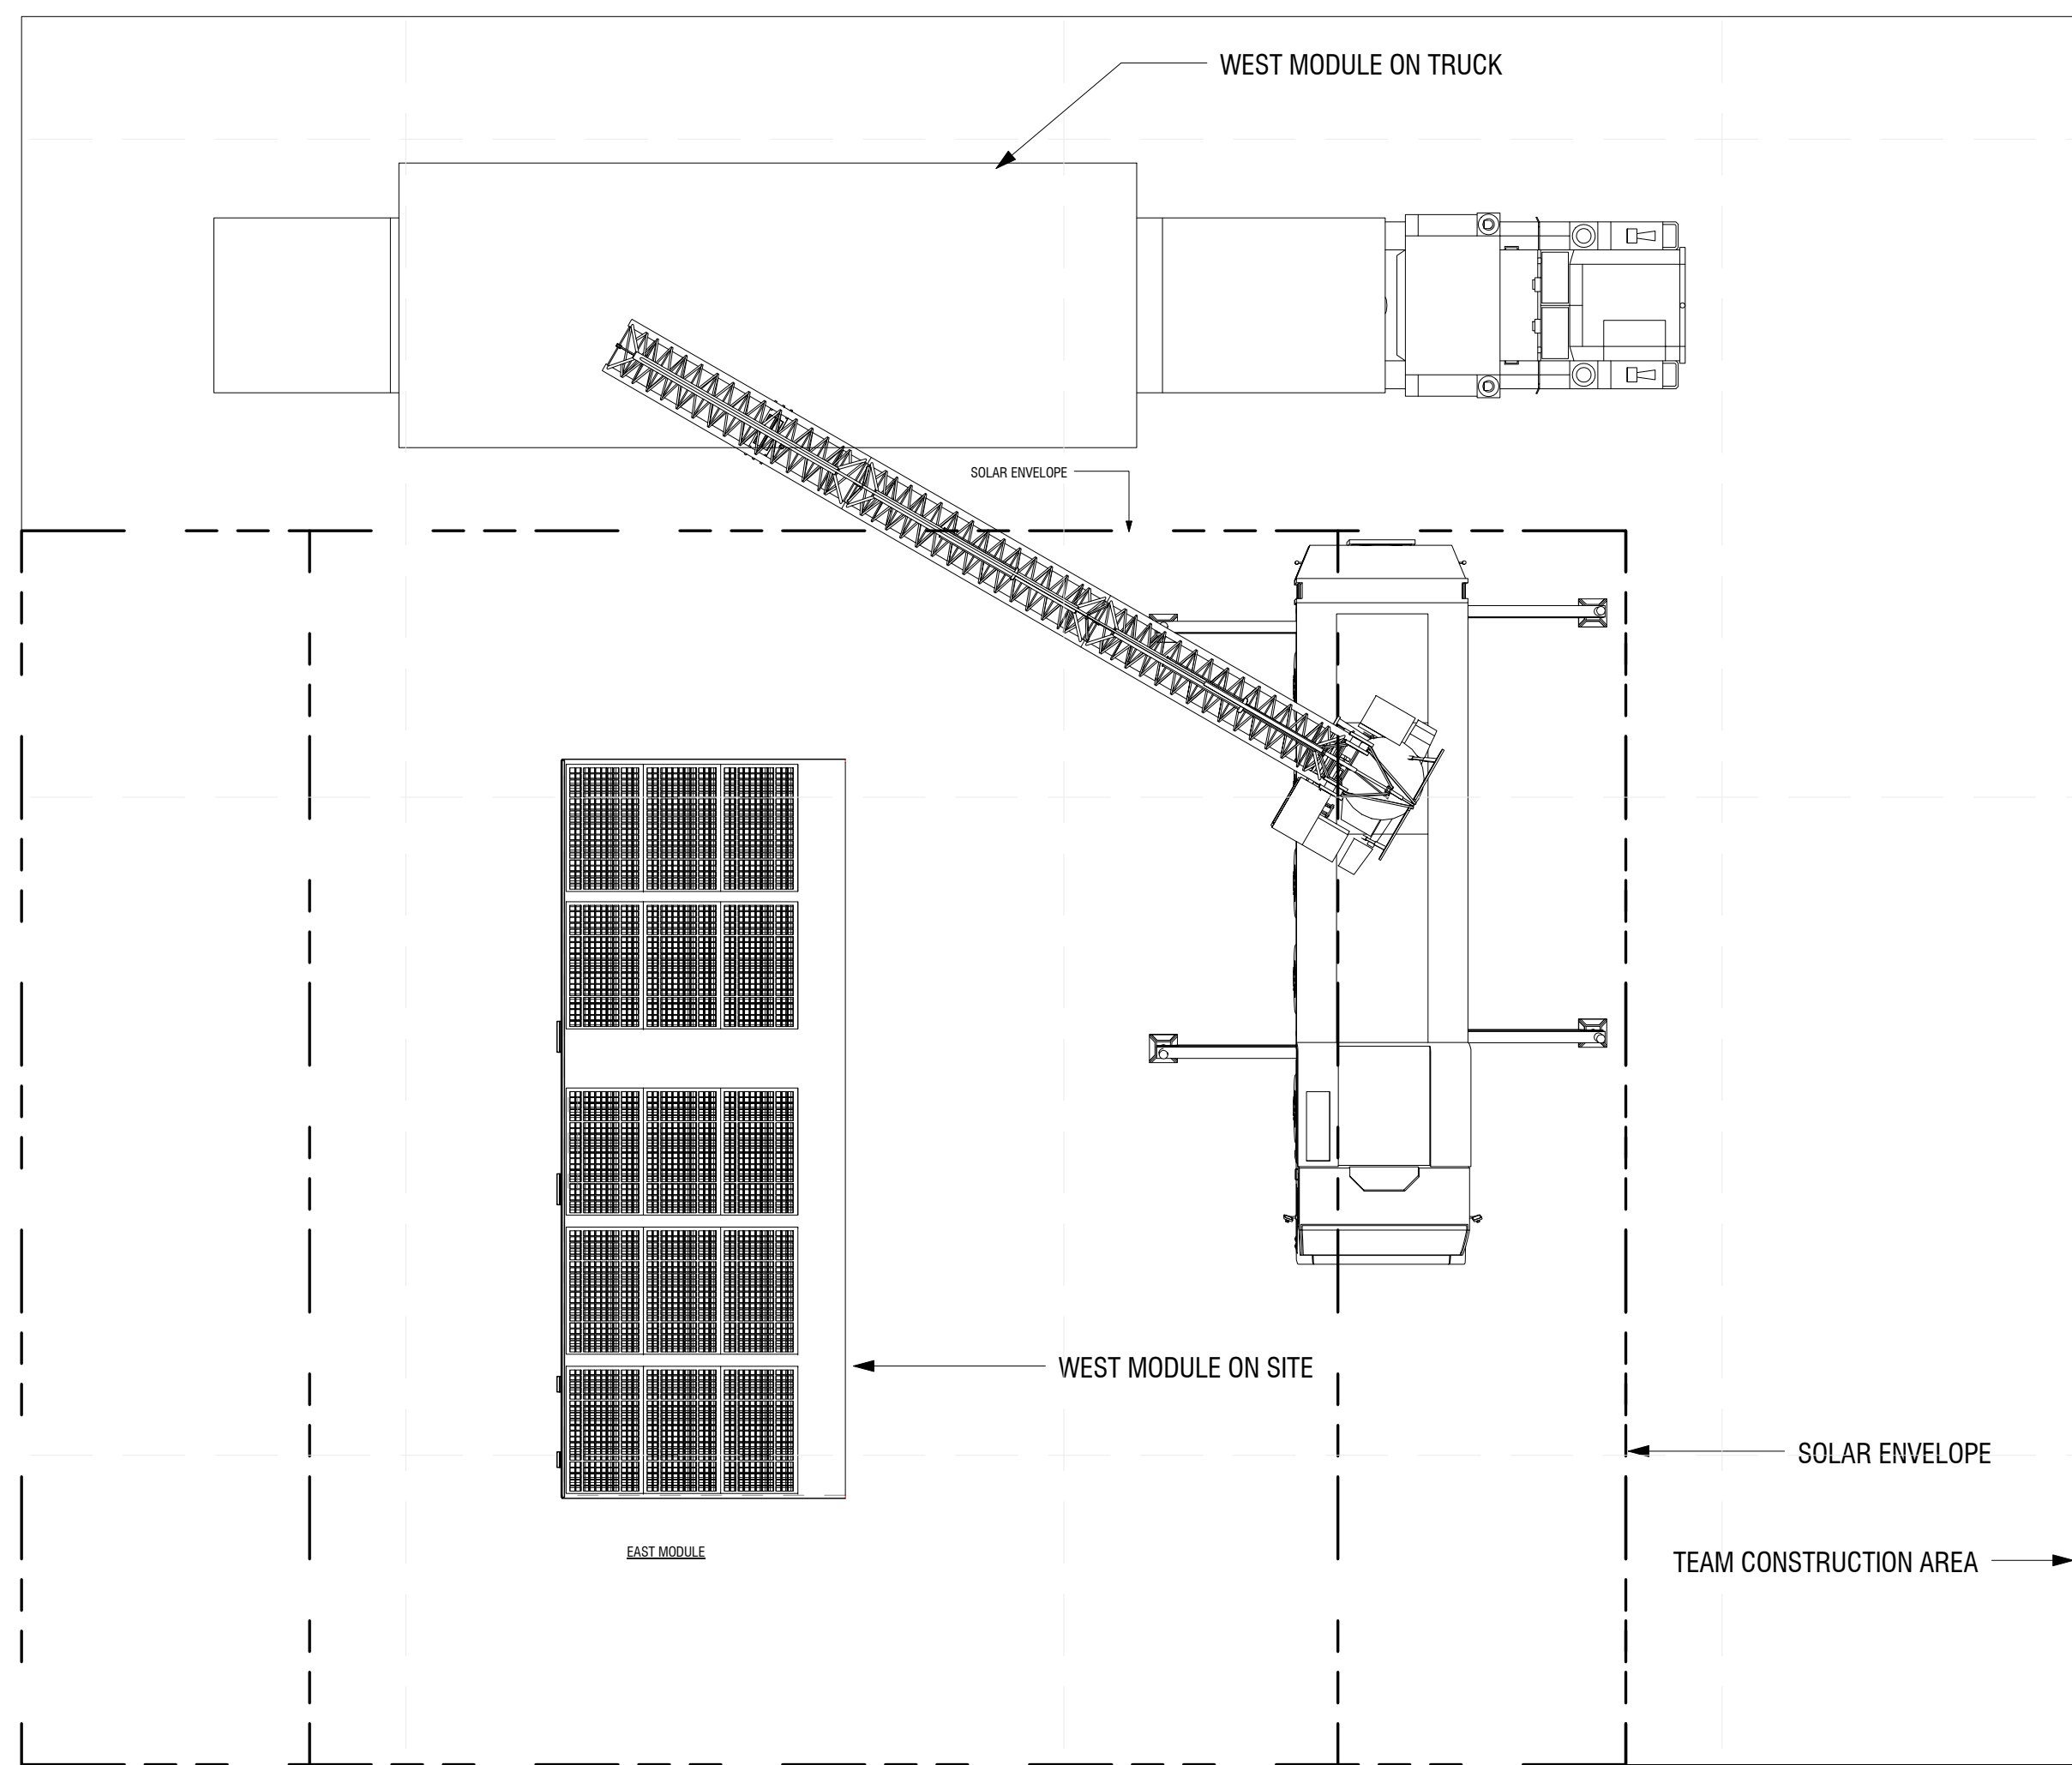 WEST MODULE ON TRUCK
SOLAR ENVELOPE
WEST MODULE ON SITE
SOLAR ENVELOPE
EAST MODULE
TEAM CONSTRUCTION AREA